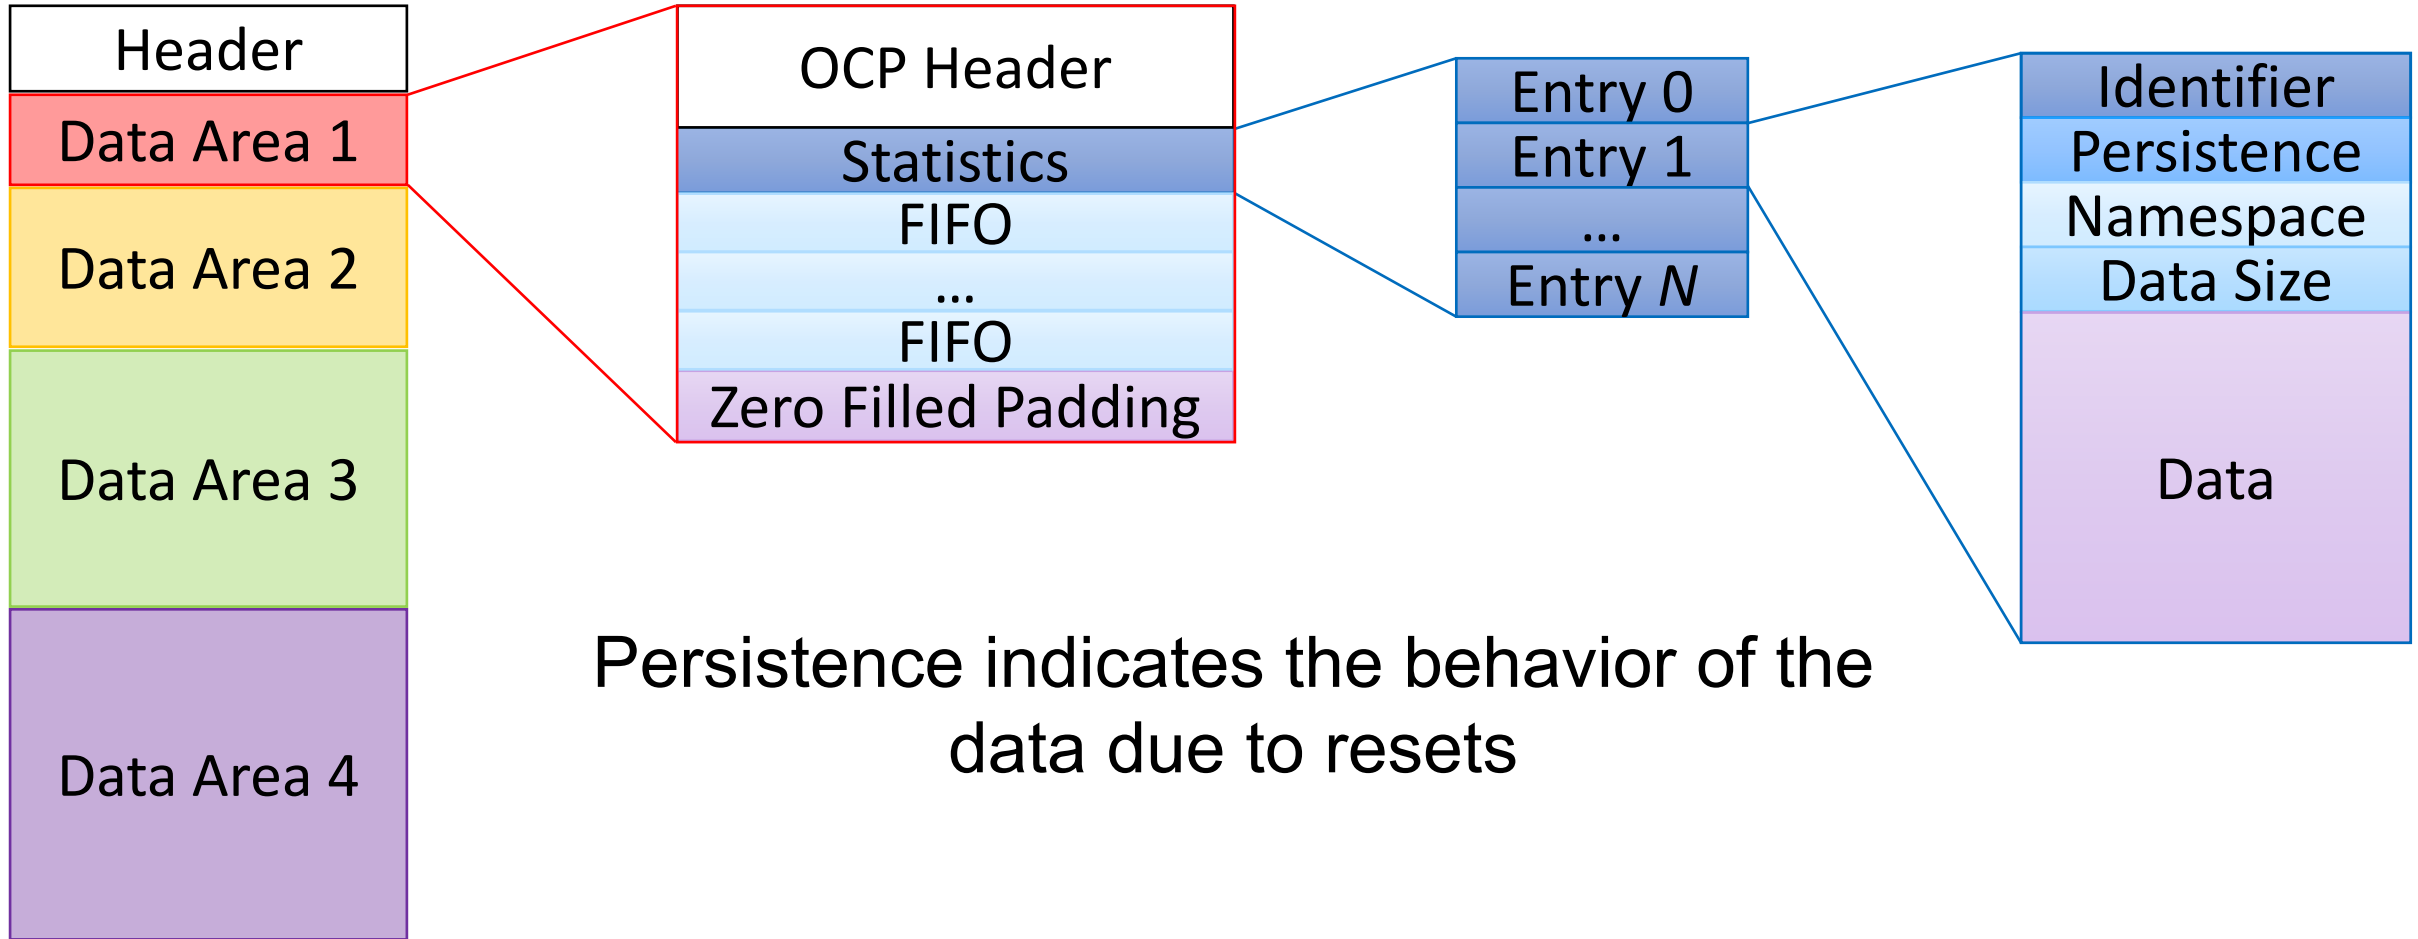 Header
Data Area 1
Data Area 2
Data Area 3
Data Area 4
OCP Header
Statistics
FIFO
...
FIFO
Zero Filled Padding
Entry 0
Entry 1
...
Entry N
Identifier
Persistence
Namespace
Data Size
Data
Persistence indicates the behavior of the
data due to resets